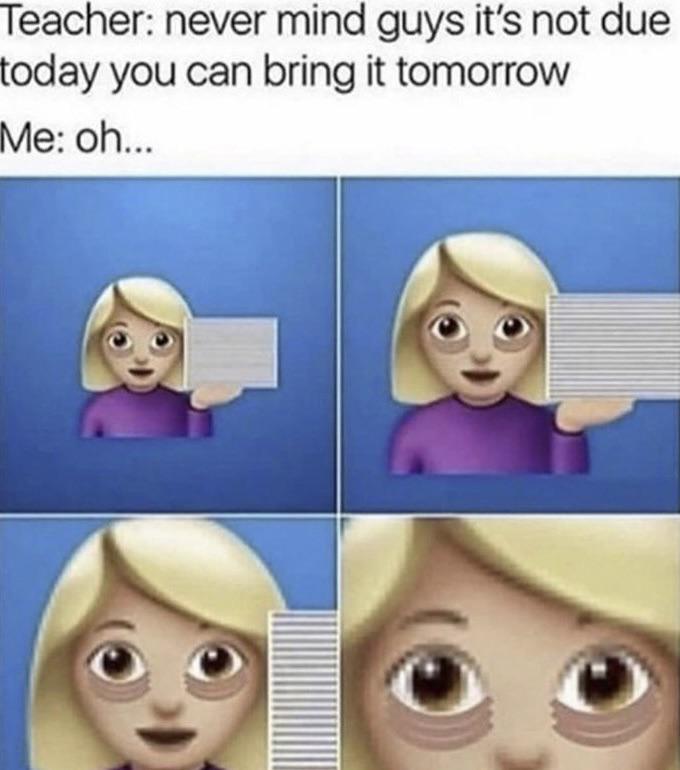 Teacher: never mind guys it's not due
today you can bring it tomorrow
Me: oh...